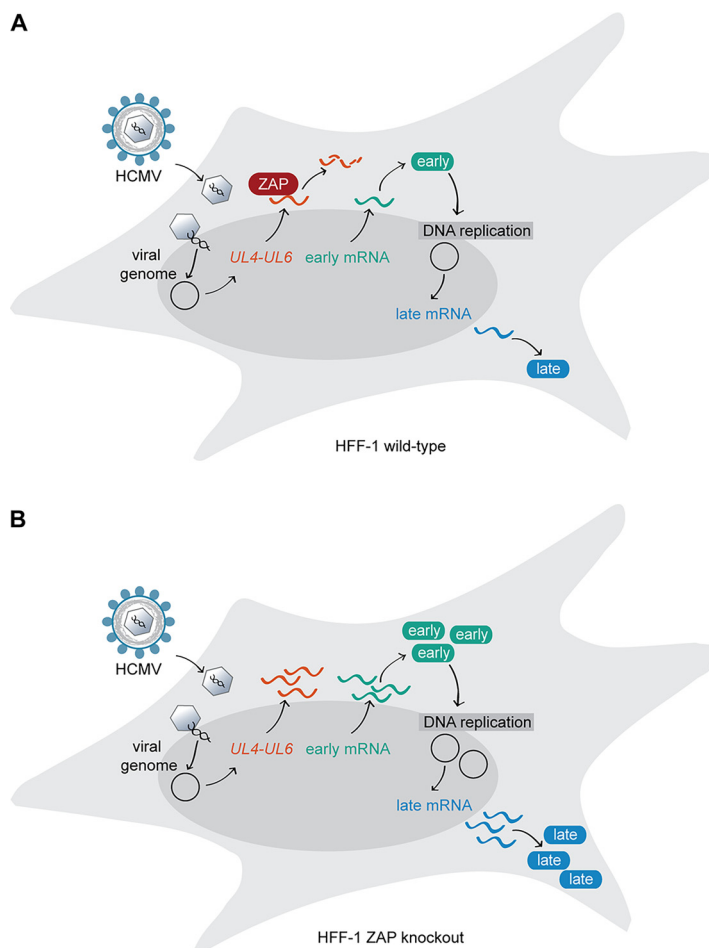 A
HCMV
ZAP
early
viral
genome
UL4-UL6
early mRNA
DNA replication
late mRNA
late
HFF-1 wild-type
B
HCMV
early
early
early
viral
genome
UL4-UL6
early mRNA
DNA replication
late mRNA
late
late
late
HFF-1 ZAP knockout